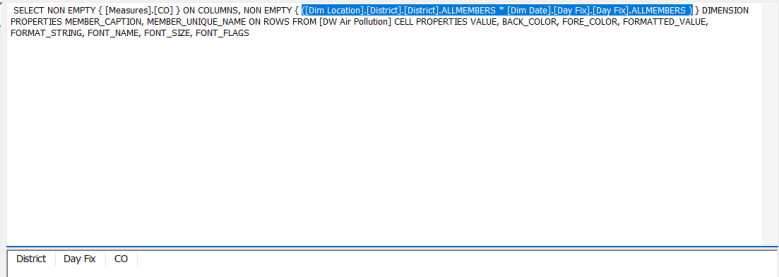 SELECT NON EMPTY { [Measures].[CO] } ON COLUMNS, NON EMPTY { ([Dim Location].[District].[District].ALLMEMBERS * [Dim Date].[Day Fix].[Day Fix].ALLMEMBERS ) } DIMENSION
PROPERTIES MEMBER_CAPTION, MEMBER_UNIQUE_NAME ON ROWS FROM [DW Air Pollution] CELL PROPERTIES VALUE, BACK_COLOR, FORE_COLOR, FORMATTED_VALUE,
FORMAT_STRING, FONT_NAME, FONT_SIZE, FONT_FLAGS
District Day Fix CO